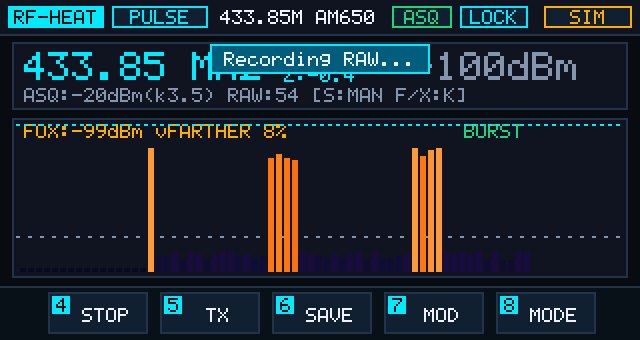 RF-HEAT PULSE 433.85M AM650 ASQ LOCK SIM
Recording RAW...
433.85 -100dBm
ASQ:-20dBm(k3.5) RAW:54 [S:MAN F/X:K]
FOX:-99dBm vFARTHER 8% BURST
4 STOP 5 TX 6 SAVE 7 MOD 8 MODE